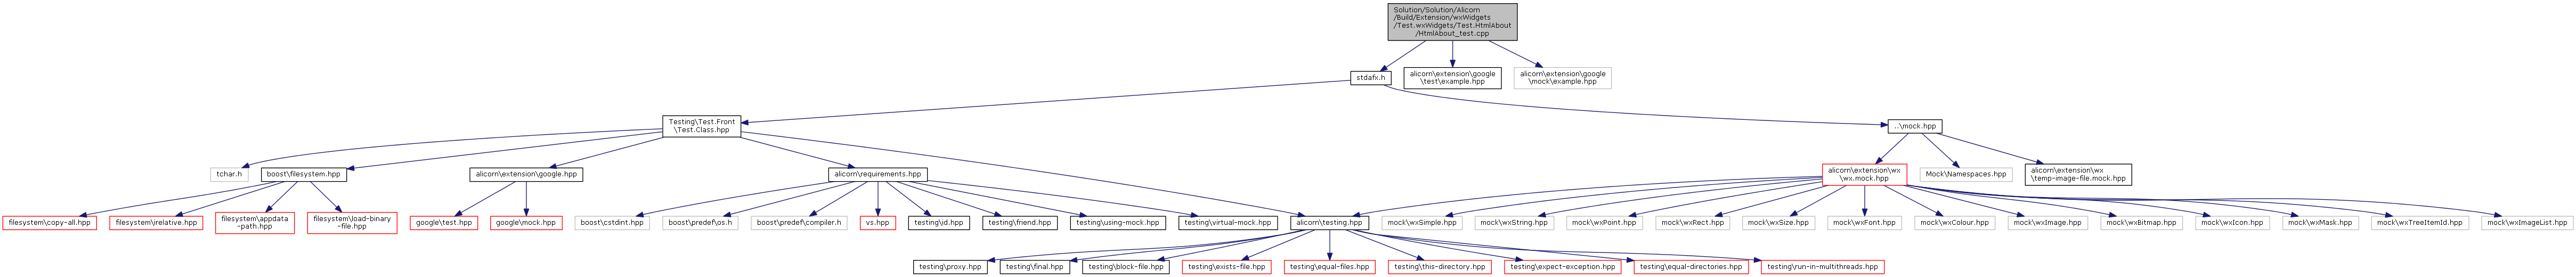 Solution/Solution/Alicorn
/Build/Extension/wxWidgets
/Test.wxWidgets/Test.HtmlAbout
/HtmlAbout_test.cpp
stdafx.h
alicorn\extension\google
\test\example.hpp
alicorn\extension\google
\mock\example.hpp
Testing\Test.Front
\Test.Class.hpp
..\mock.hpp
tchar.h
boost\filesystem.hpp
alicorn\extension\google.hpp
alicorn\requirements.hpp
alicorn\extension\wx
\wx.mock.hpp
Mock\Namespaces.hpp
alicorn\extension\wx
\temp-image-file.mock.hpp
filesystem\copy-all.hpp
filesystem\relative.hpp
filesystem\appdata
-path.hpp
filesystem\load-binary
-file.hpp
google\test.hpp
google\mock.hpp
boost\cstdint.hpp
boost\predef\os.h
boost\predef\compiler.h
vs.hpp
testing\id.hpp
testing\friend.hpp
testing\using-mock.hpp
testing\virtual-mock.hpp
alicorn\testing.hpp
mock\wxSimple.hpp
mock\wxString.hpp
mock\wxPoint.hpp
mock\wxRect.hpp
mock\wxSize.hpp
mock\wxFont.hpp
mock\wxColour.hpp
mock\wxImage.hpp
mock\wxBitmap.hpp
mock\wxIcon.hpp
mock\wxMask.hpp
mock\wxTreeItemId.hpp
mock\wxImageList.hpp
testing\proxy.hpp
testing\final.hpp
testing\block-file.hpp
testing\exists-file.hpp
testing\equal-files.hpp
testing\this-directory.hpp
testing\expect-exception.hpp
testing\equal-directories.hpp
testing\run-in-multithreads.hpp